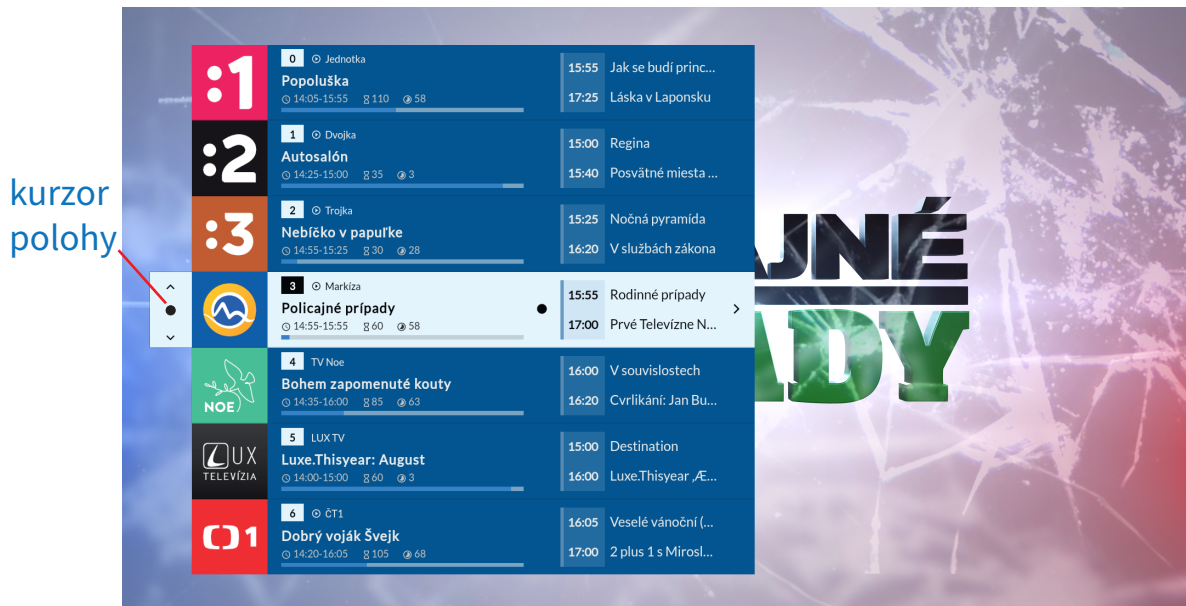 kurzor
polohy
:1
0 Jednotka
Popoluška
14:05-15:55 110 58
15:55 Jak se budí princ...
17:25 Láska v Laponsku
:2
1 Dvojka
Autosalón
14:25-15:00 35 3
15:00 Regina
15:40 Posvätné miesta ...
:3
2 Trojka
Nebíčko v papuľke
14:55-15:25 30 28
15:25 Nočná pyramída
16:20 V službách zákona
3 Markíza
Policajné prípady
14:55-15:55 60 58
15:55 Rodinné prípady
17:00 Prvé Televízne N...
NOE
4 TV Noe
Bohem zapomenuté kouty
14:35-16:00 85 63
16:00 V souvislostech
16:20 Cvrlikání: Jan Bu...
LUX
TELEVÍZIA
5 LUX TV
Luxe.Thisyear: August
14:00-15:00 60 3
15:00 Destination
16:00 Luxe.Thisyear ,Æ...
1
6 ČT1
Dobrý voják Švejk
14:20-16:05 105 68
16:05 Veselé vánoční (...
17:00 2 plus 1 s Mirosl...
JNÉ
ADY